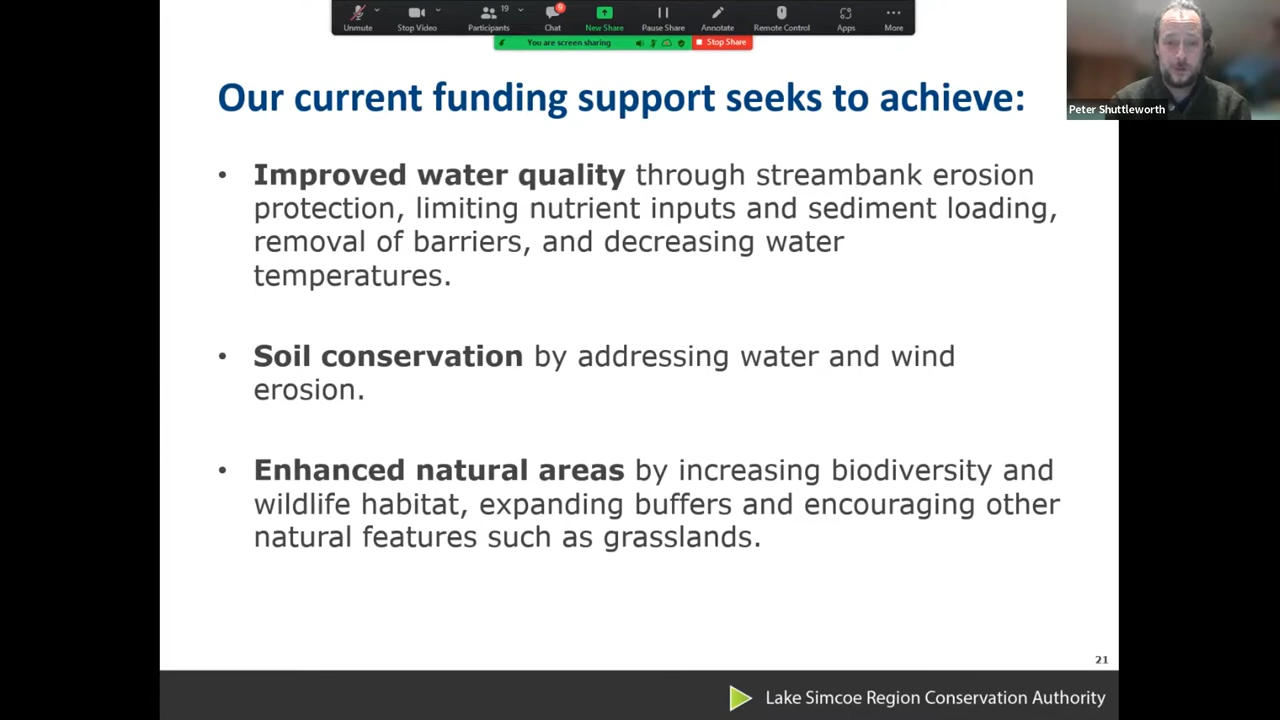 Unmute
Stop Video
19
Participants
Chat
New Share
Pause Share
Annotate
Remote Control
Apps
More
You are screen sharing
Stop Share
Peter Shuttleworth
Our current funding support seeks to achieve:
• Improved water quality through streambank erosion
protection, limiting nutrient inputs and sediment loading,
removal of barriers, and decreasing water
temperatures.
• Soil conservation by addressing water and wind
erosion.
• Enhanced natural areas by increasing biodiversity and
wildlife habitat, expanding buffers and encouraging other
natural features such as grasslands.
21
Lake Simcoe Region Conservation Authority